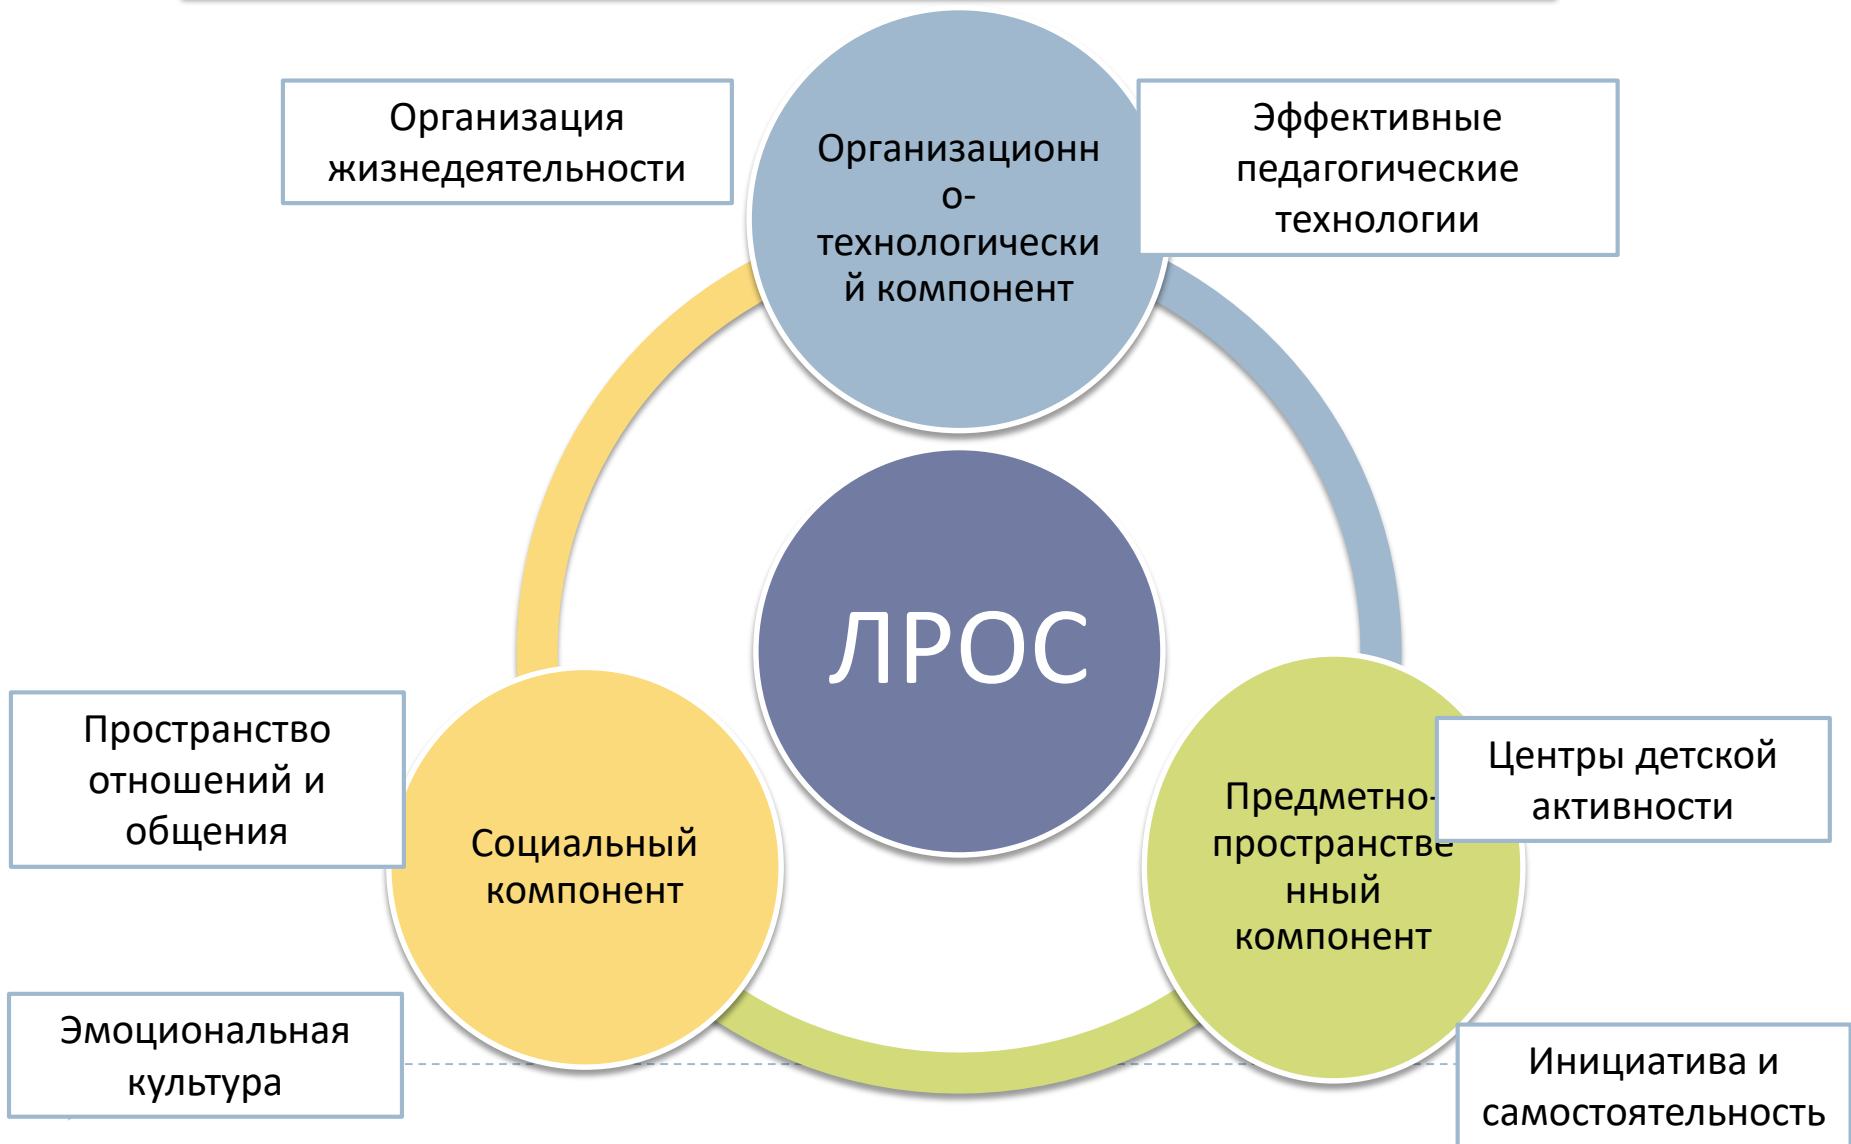 Организация
жизнедеятельности
Организационн
о-
технологически
й компонент
Эффективные
педагогические
технологии
ЛРОС
Пространство
отношений и
общения
Социальный
компонент
Эмоциональная
культура
Предметно-
пространстве
нный
компонент
Центры детской
активности
Инициатива и
самостоятельность